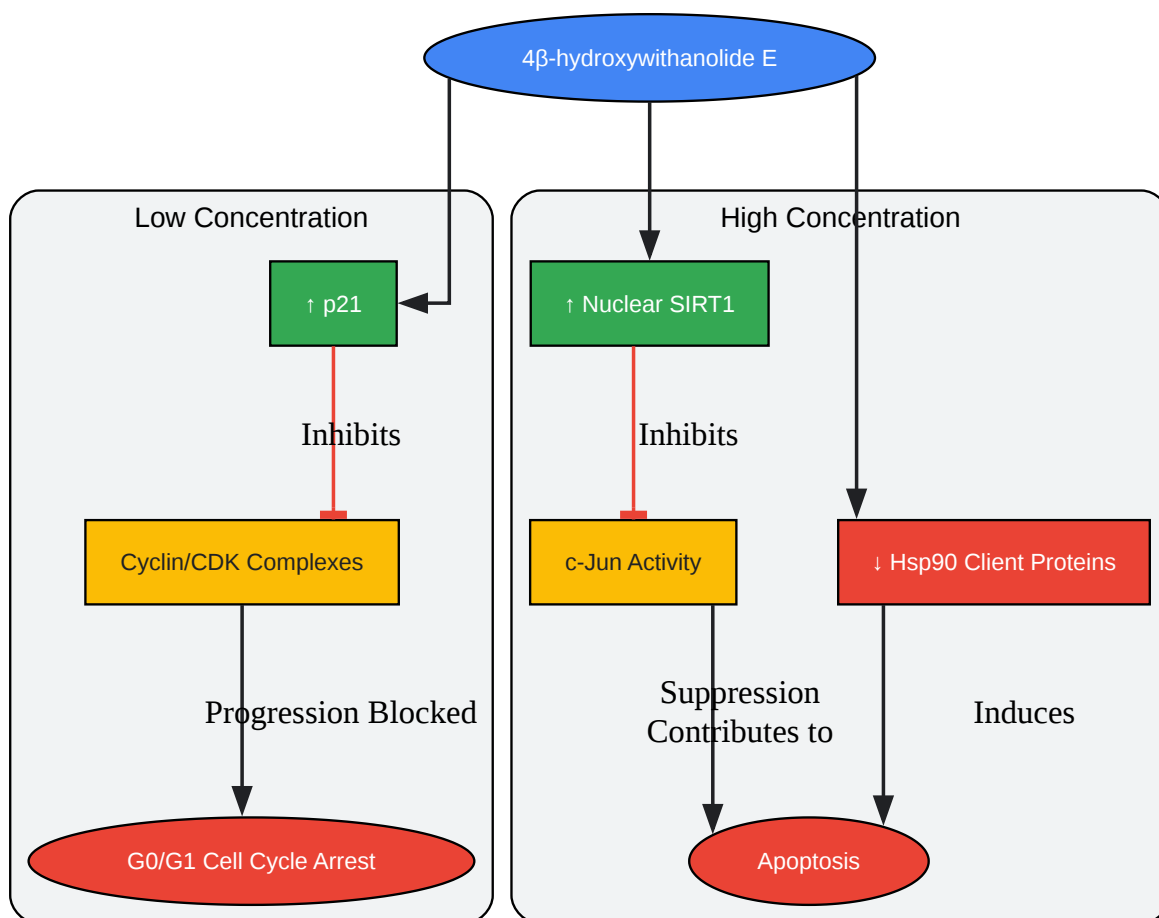 4β-hydroxywithanolide E
Low Concentration
High Concentration
↑ p21
↑ Nuclear SIRT1
Inhibits
Inhibits
Cyclin/CDK Complexes
c-Jun Activity
↓ Hsp90 Client Proteins
Progression Blocked
Suppression
Contributes to
Induces
G0/G1 Cell Cycle Arrest
Apoptosis